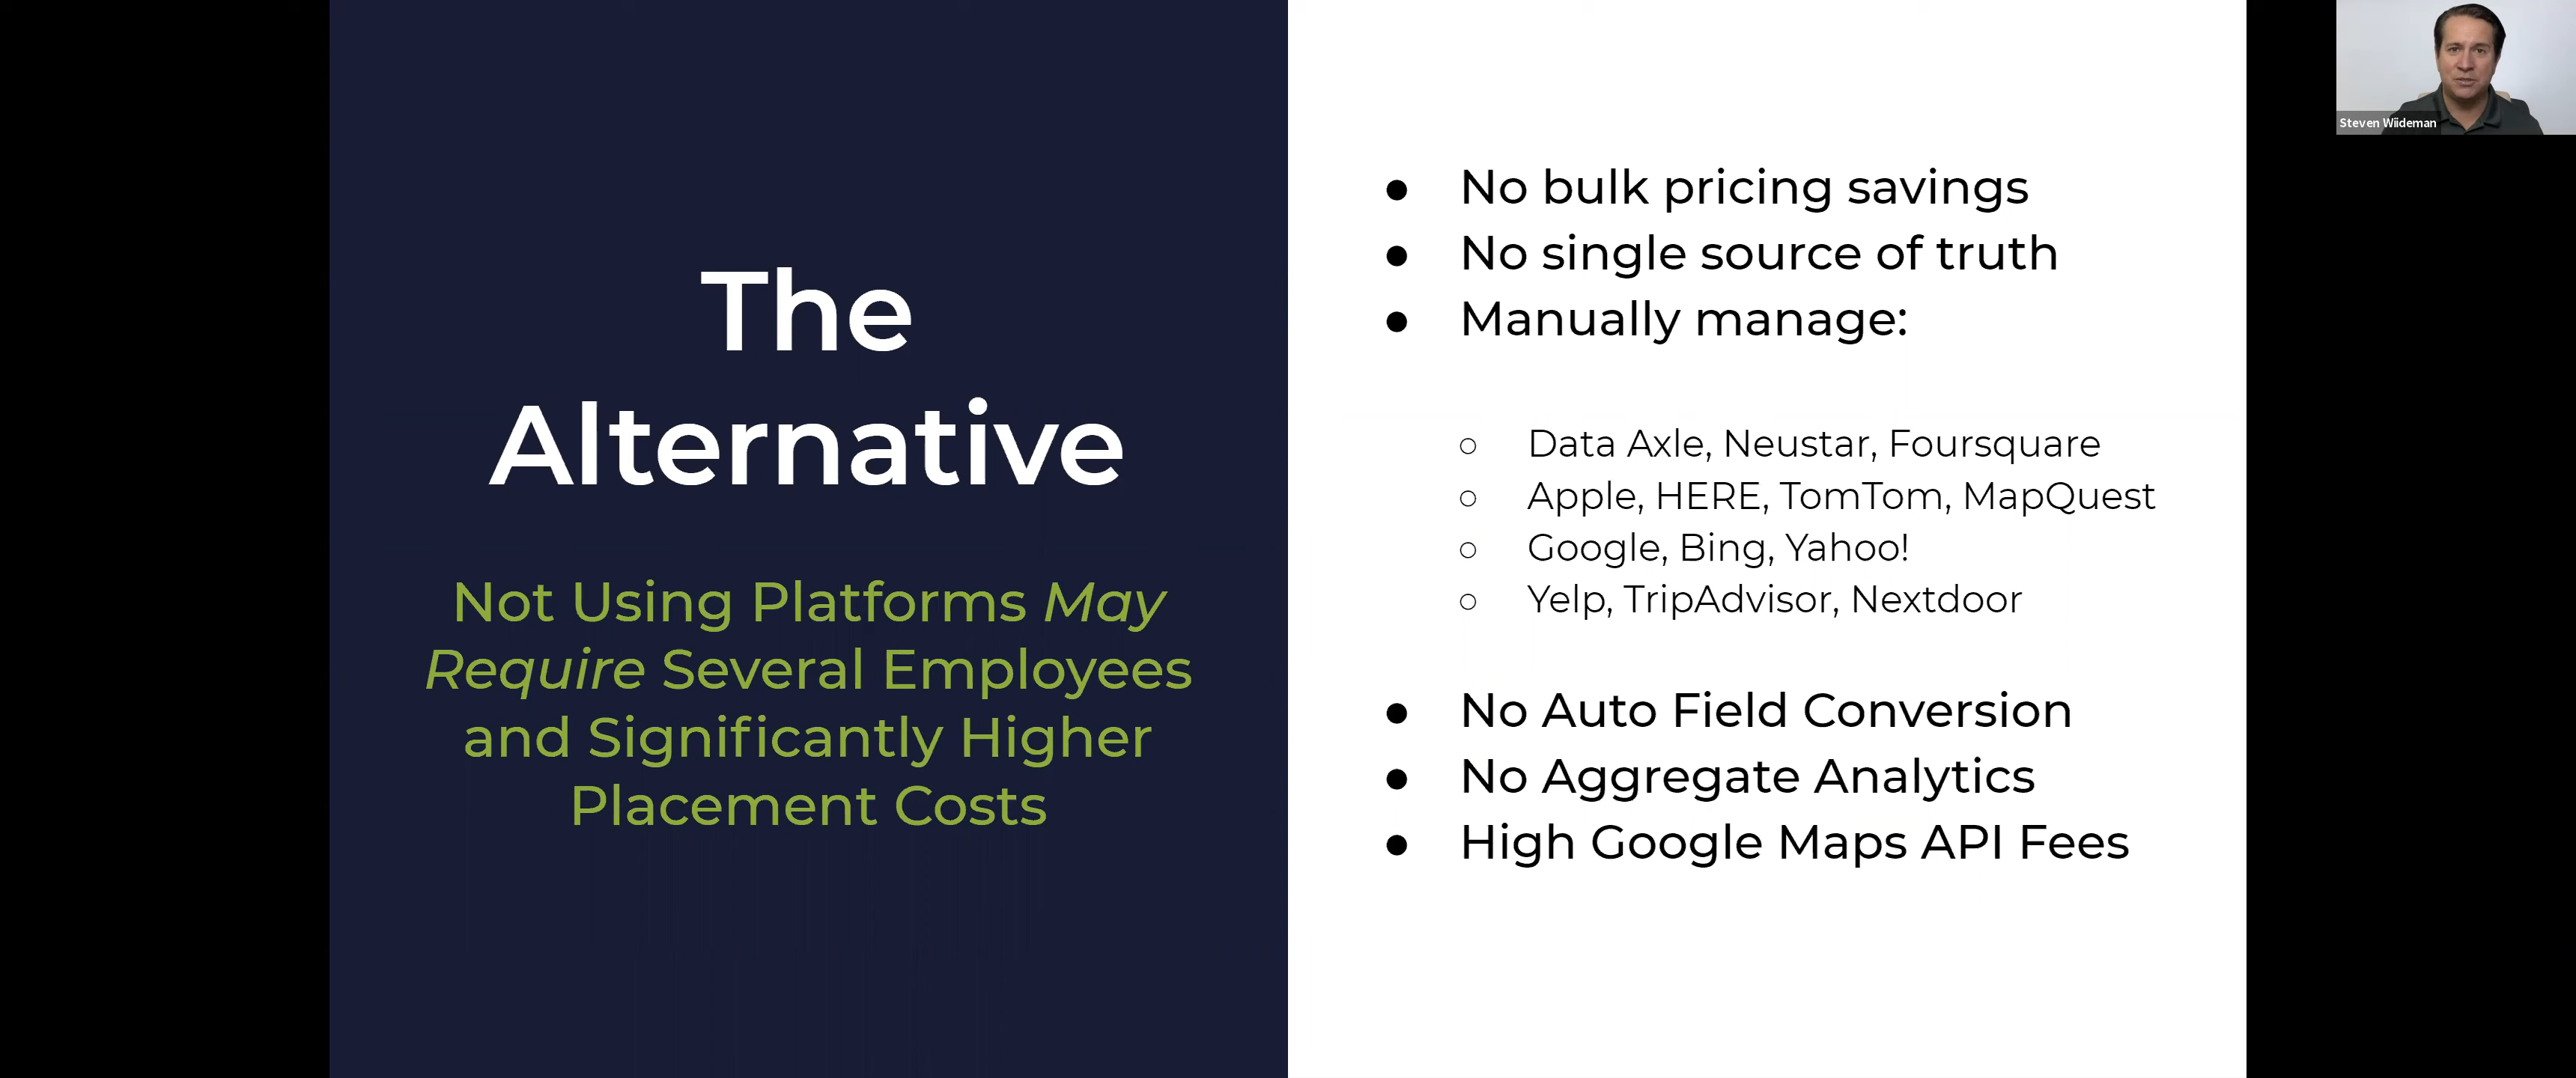 The
Alternative
Not Using Platforms May
Require Several Employees
and Significantly Higher
Placement Costs
● No bulk pricing savings
● No single source of truth
● Manually manage:
○ Data Axle, Neustar, Foursquare
○ Apple, HERE, TomTom, MapQuest
○ Google, Bing, Yahoo!
○ Yelp, TripAdvisor, Nextdoor
● No Auto Field Conversion
● No Aggregate Analytics
● High Google Maps API Fees
Steven Wiideman